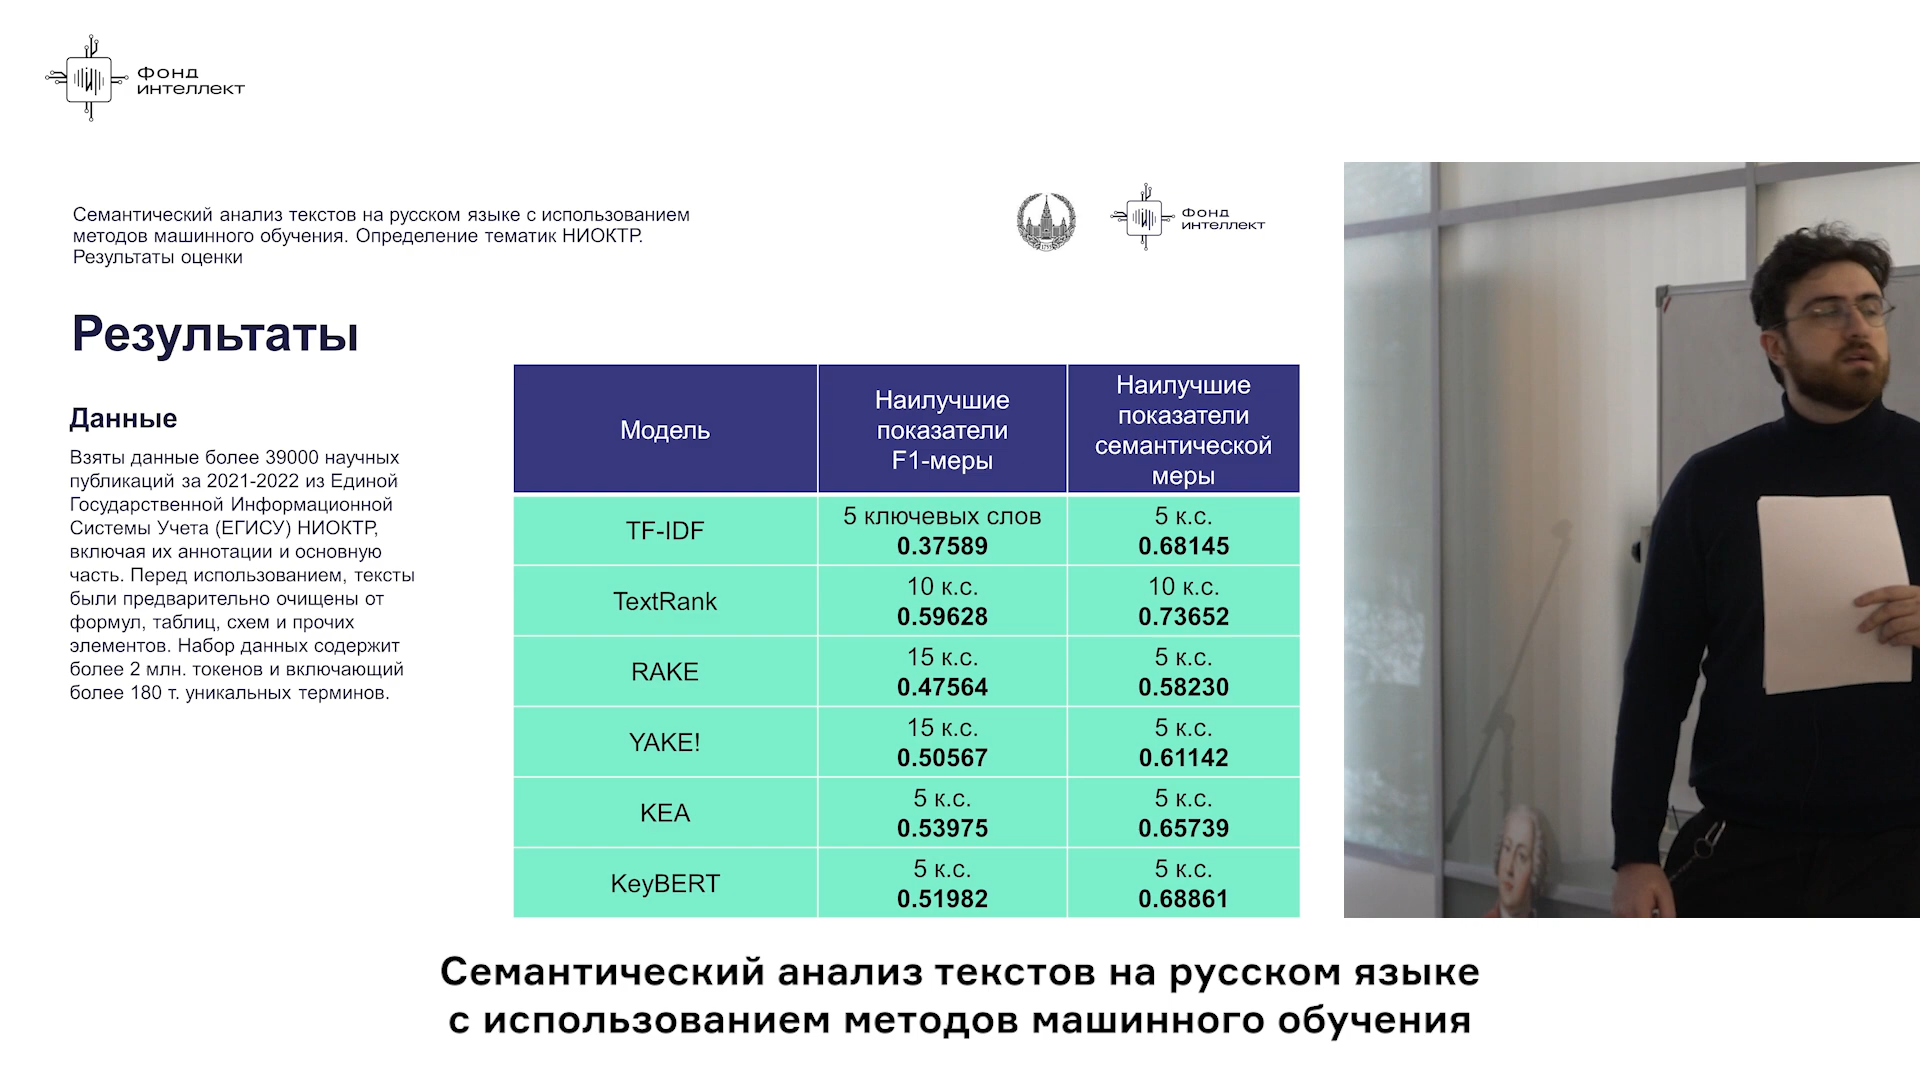 Фонд
интеллект
Семантический анализ текстов на русском языке с использованием
методов машинного обучения. Определение тематик НИОКТР.
Результаты оценки
Фонд
интеллект
Результаты
Данные
Взяты данные более 39000 научных
публикаций за 2021-2022 из Единой
Государственной Информационной
Системы Учета (ЕГИСУ) НИОКТР,
включая их аннотации и основную
часть. Перед использованием, тексты
были предварительно очищены от
формул, таблиц, схем и прочих
элементов. Набор данных содержит
более 2 млн. токенов и включающий
более 180 т. уникальных терминов.
Модель
Наилучшие
показатели
F1-меры
Наилучшие
показатели
семантической
меры
TF-IDF
5 ключевых слов
0.37589
5 к.с.
0.68145
TextRank
10 к.с.
0.59628
10 к.с.
0.73652
RAKE
15 к.с.
0.47564
5 к.с.
0.58230
YAKE!
15 к.с.
0.50567
5 к.с.
0.61142
KEA
5 к.с.
0.53975
5 к.с.
0.65739
KeyBERT
5 к.с.
0.51982
5 к.с.
0.68861
Семантический анализ текстов на русском языке
с использованием методов машинного обучения